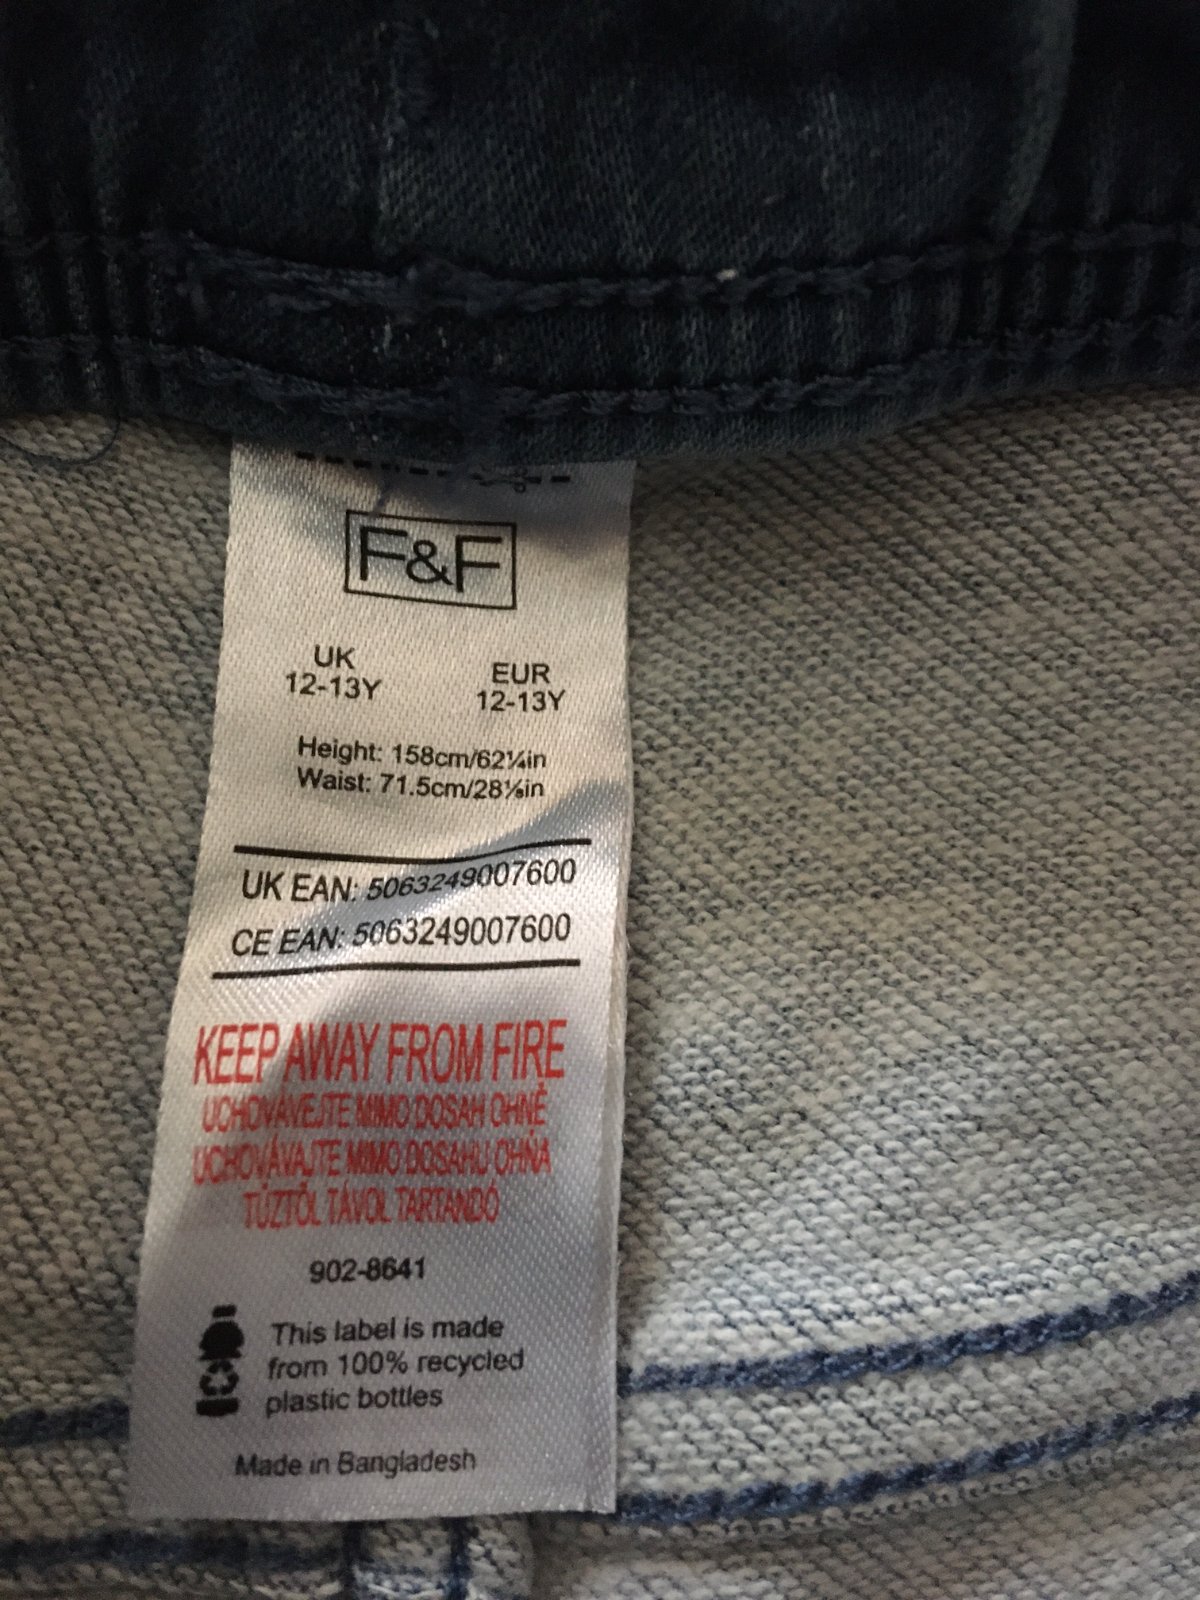 F&F
UK
12-13Y
EUR
12-13Y
Height: 158cm/62¼in
Waist: 71.5cm/28⅛in
UK EAN: 5063249007600
CE EAN: 5063249007600
KEEP AWAY FROM FIRE
UCHOVÁVEJTE MIMO DOSAH OHNĚ
UCHOVÁVAJTE MIMO DOSAHU OHŇA
TŰZTŐL TÁVOL TARTANDÓ
902-8641
This label is made
from 100% recycled
plastic bottles
Made in Bangladesh